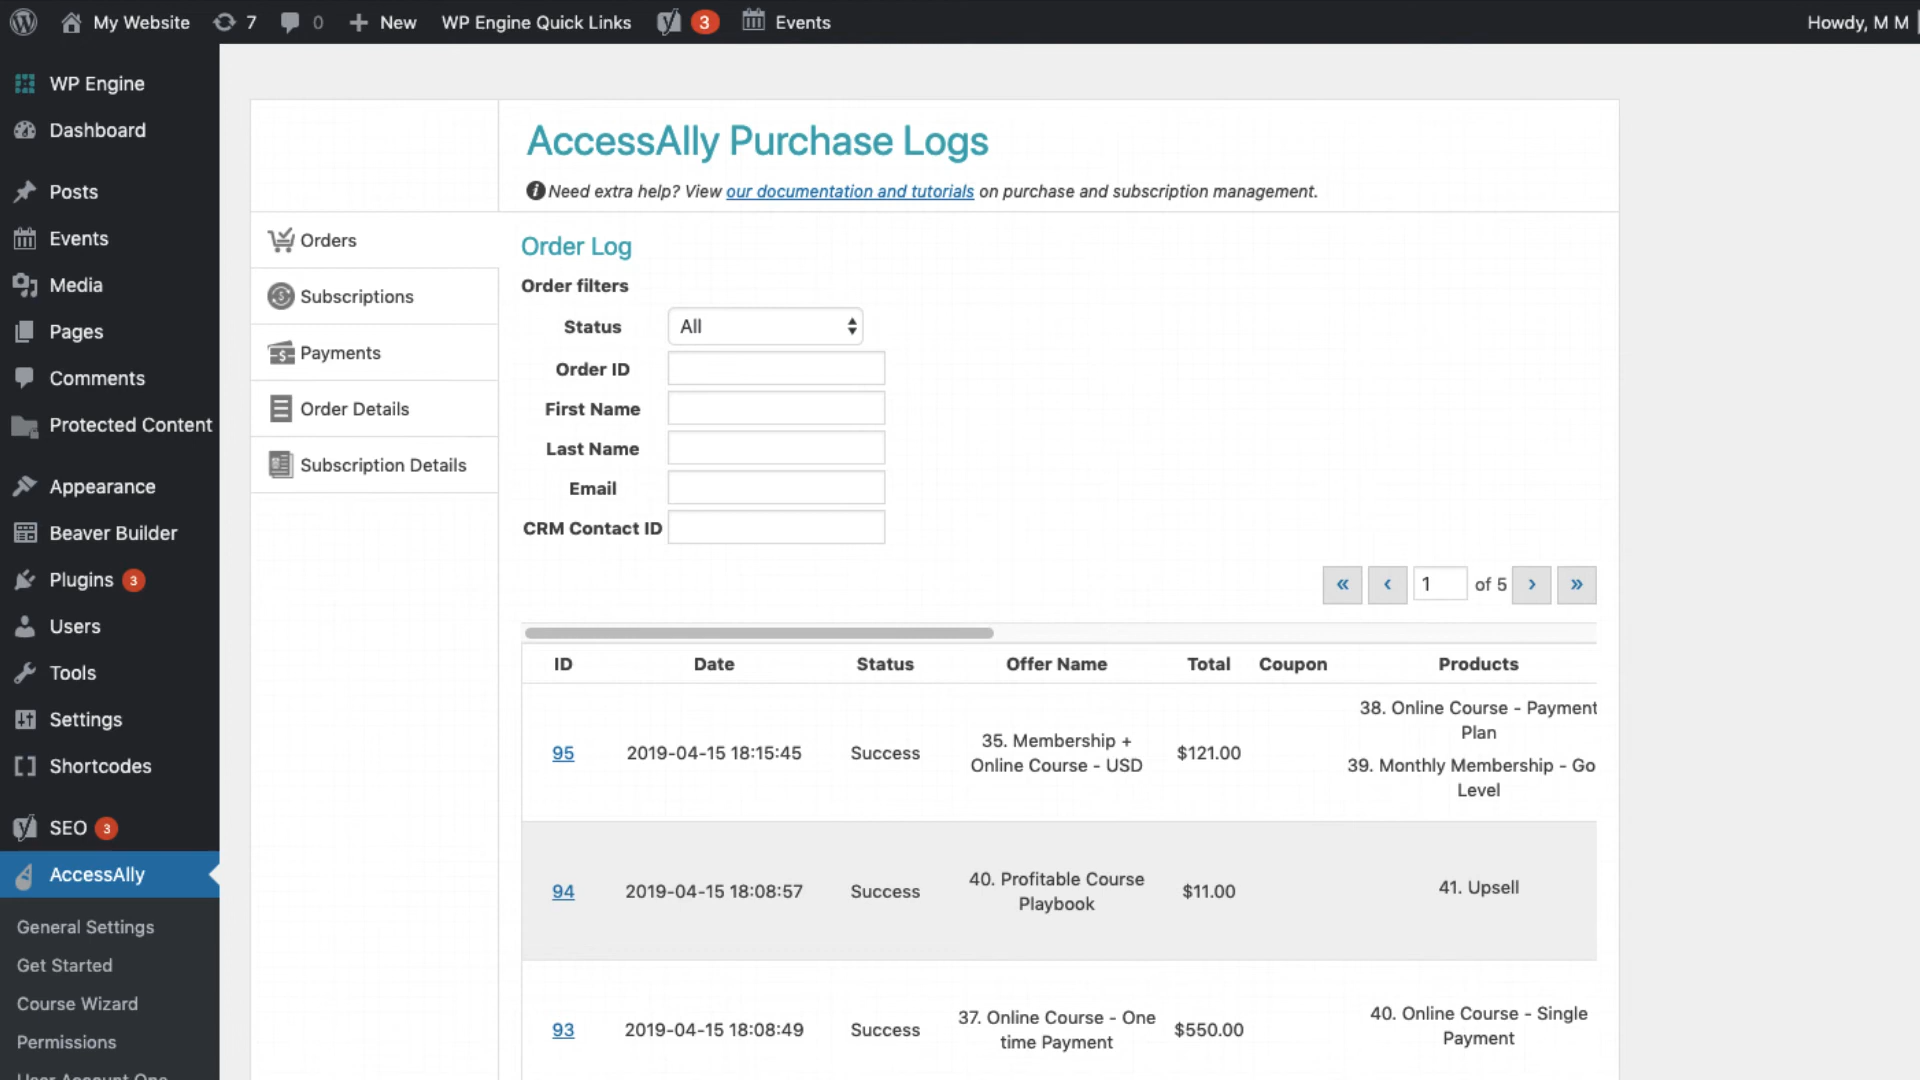 My Website 7 0 New WP Engine Quick Links 3 Events Howdy, M M
WP Engine
Dashboard
Posts
Events
Media
Pages
Comments
Protected Content
Appearance
Beaver Builder
Plugins 3
Users
Tools
Settings
Shortcodes
SEO 3
AccessAlly
General Settings
Get Started
Course Wizard
Permissions
AccessAlly Purchase Logs
Need extra help? View our documentation and tutorials on purchase and subscription management.
Orders
Subscriptions
Payments
Order Details
Subscription Details
Order Log
Order filters
Status All
Order ID
First Name
Last Name
Email
CRM Contact ID
« ‹ 1 of 5 › »
ID Date Status Offer Name Total Coupon Products
95 2019-04-15 18:15:45 Success 35. Membership +
Online Course - USD $121.00 38. Online Course - Payment
Plan
39. Monthly Membership - Go
Level
94 2019-04-15 18:08:57 Success 40. Profitable Course
Playbook $11.00 41. Upsell
93 2019-04-15 18:08:49 Success 37. Online Course - One
time Payment $550.00 40. Online Course - Single
Payment